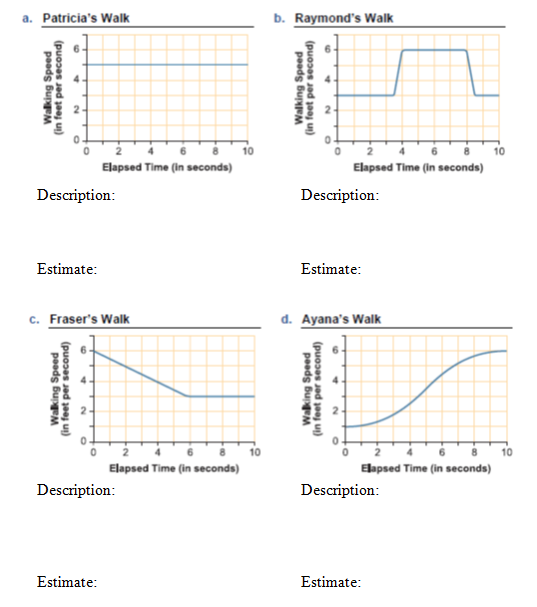 a. Patricia's Walk
Walking Speed
(in feet per second)
6
4
2
0
0 2 4 6 8 10
Elapsed Time (in seconds)
Description:
Estimate:
b. Raymond's Walk
Walking Speed
(in feet per second)
6
4
2
0
0 2 4 6 8 10
Elapsed Time (in seconds)
Description:
Estimate:
c. Fraser's Walk
Walking Speed
(in feet per second)
6
4
2
0
0 2 4 6 8 10
Elapsed Time (in seconds)
Description:
Estimate:
d. Ayana's Walk
Walking Speed
(in feet per second)
6
4
2
0
0 2 4 6 8 10
Elapsed Time (in seconds)
Description:
Estimate: